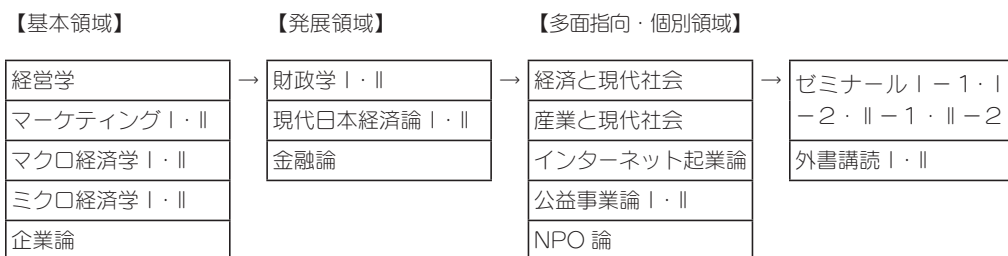 【基本領域】
【発展領域】
【多面指向・個別領域】
経営学
マーケティングⅠ・Ⅱ
マクロ経済学Ⅰ・Ⅱ
ミクロ経済学Ⅰ・Ⅱ
企業論
→
財政学Ⅰ・Ⅱ
現代日本経済論Ⅰ・Ⅱ
金融論
→
経済と現代社会
産業と現代社会
インターネット起業論
公益事業論Ⅰ・Ⅱ
NPO 論
→
ゼミナールⅠ－１・Ⅰ
－２・Ⅱ－１・Ⅱ－２
外書講読Ⅰ・Ⅱ